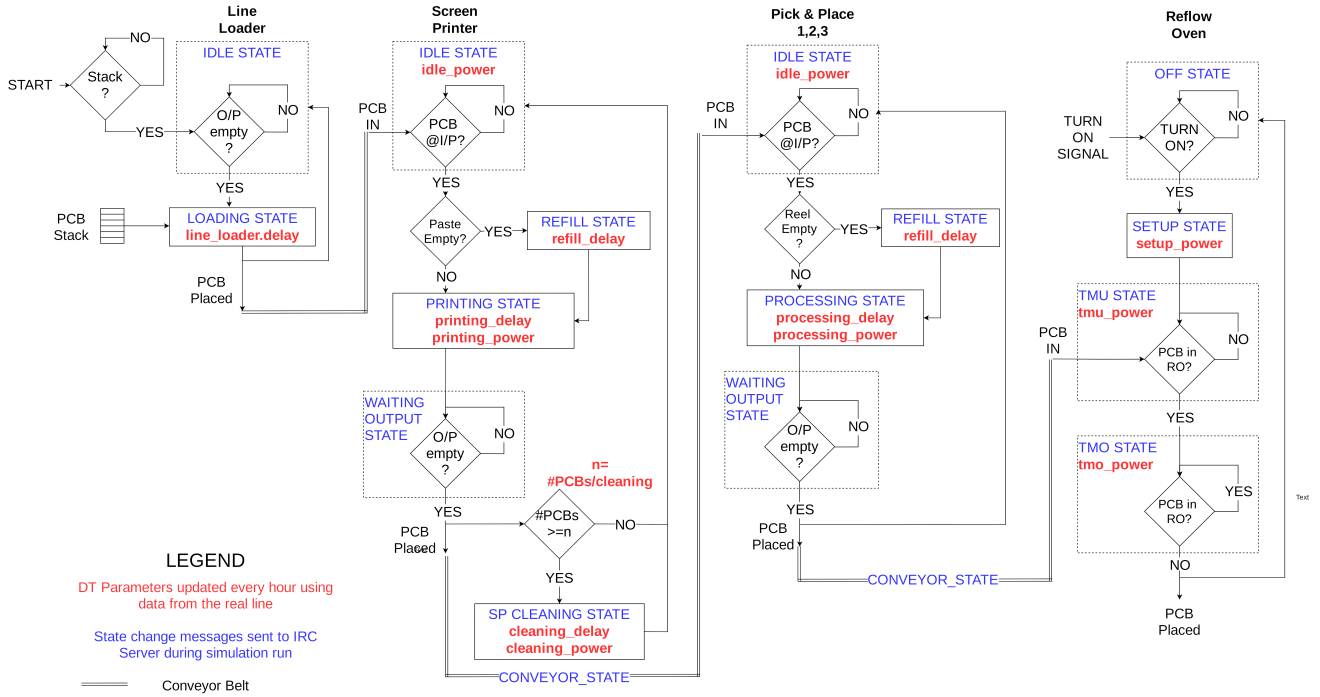 Line
Loader
NO
START
Stack
?
YES
IDLE STATE
O/P
empty
?
NO
YES
PCB
Stack
LOADING STATE
line_loader.delay
PCB
Placed
Screen
Printer
IDLE STATE
idle_power
PCB
IN
PCB
@I/P?
NO
YES
Paste
Empty?
YES
REFILL STATE
refill_delay
NO
PRINTING STATE
printing_delay
printing_power
WAITING
OUTPUT
STATE
O/P
empty
?
NO
YES
PCB
Placed
n=
#PCBs/cleaning
#PCBs
>=n
NO
YES
SP CLEANING STATE
cleaning_delay
cleaning_power
CONVEYOR_STATE
Pick & Place
1,2,3
IDLE STATE
idle_power
PCB
IN
PCB
@I/P?
NO
YES
Reel
Empty
?
YES
REFILL STATE
refill_delay
NO
PROCESSING STATE
processing_delay
processing_power
WAITING
OUTPUT
STATE
O/P
empty
?
NO
YES
PCB
Placed
CONVEYOR_STATE
Reflow
Oven
OFF STATE
TURN
ON
SIGNAL
TURN
ON?
NO
YES
SETUP STATE
setup_power
TMU STATE
tmu_power
PCB
IN
PCB in
RO?
NO
YES
TMO STATE
tmo_power
PCB in
RO?
YES
NO
PCB
Placed
Text
LEGEND
DT Parameters updated every hour using
data from the real line
State change messages sent to IRC
Server during simulation run
Conveyor Belt